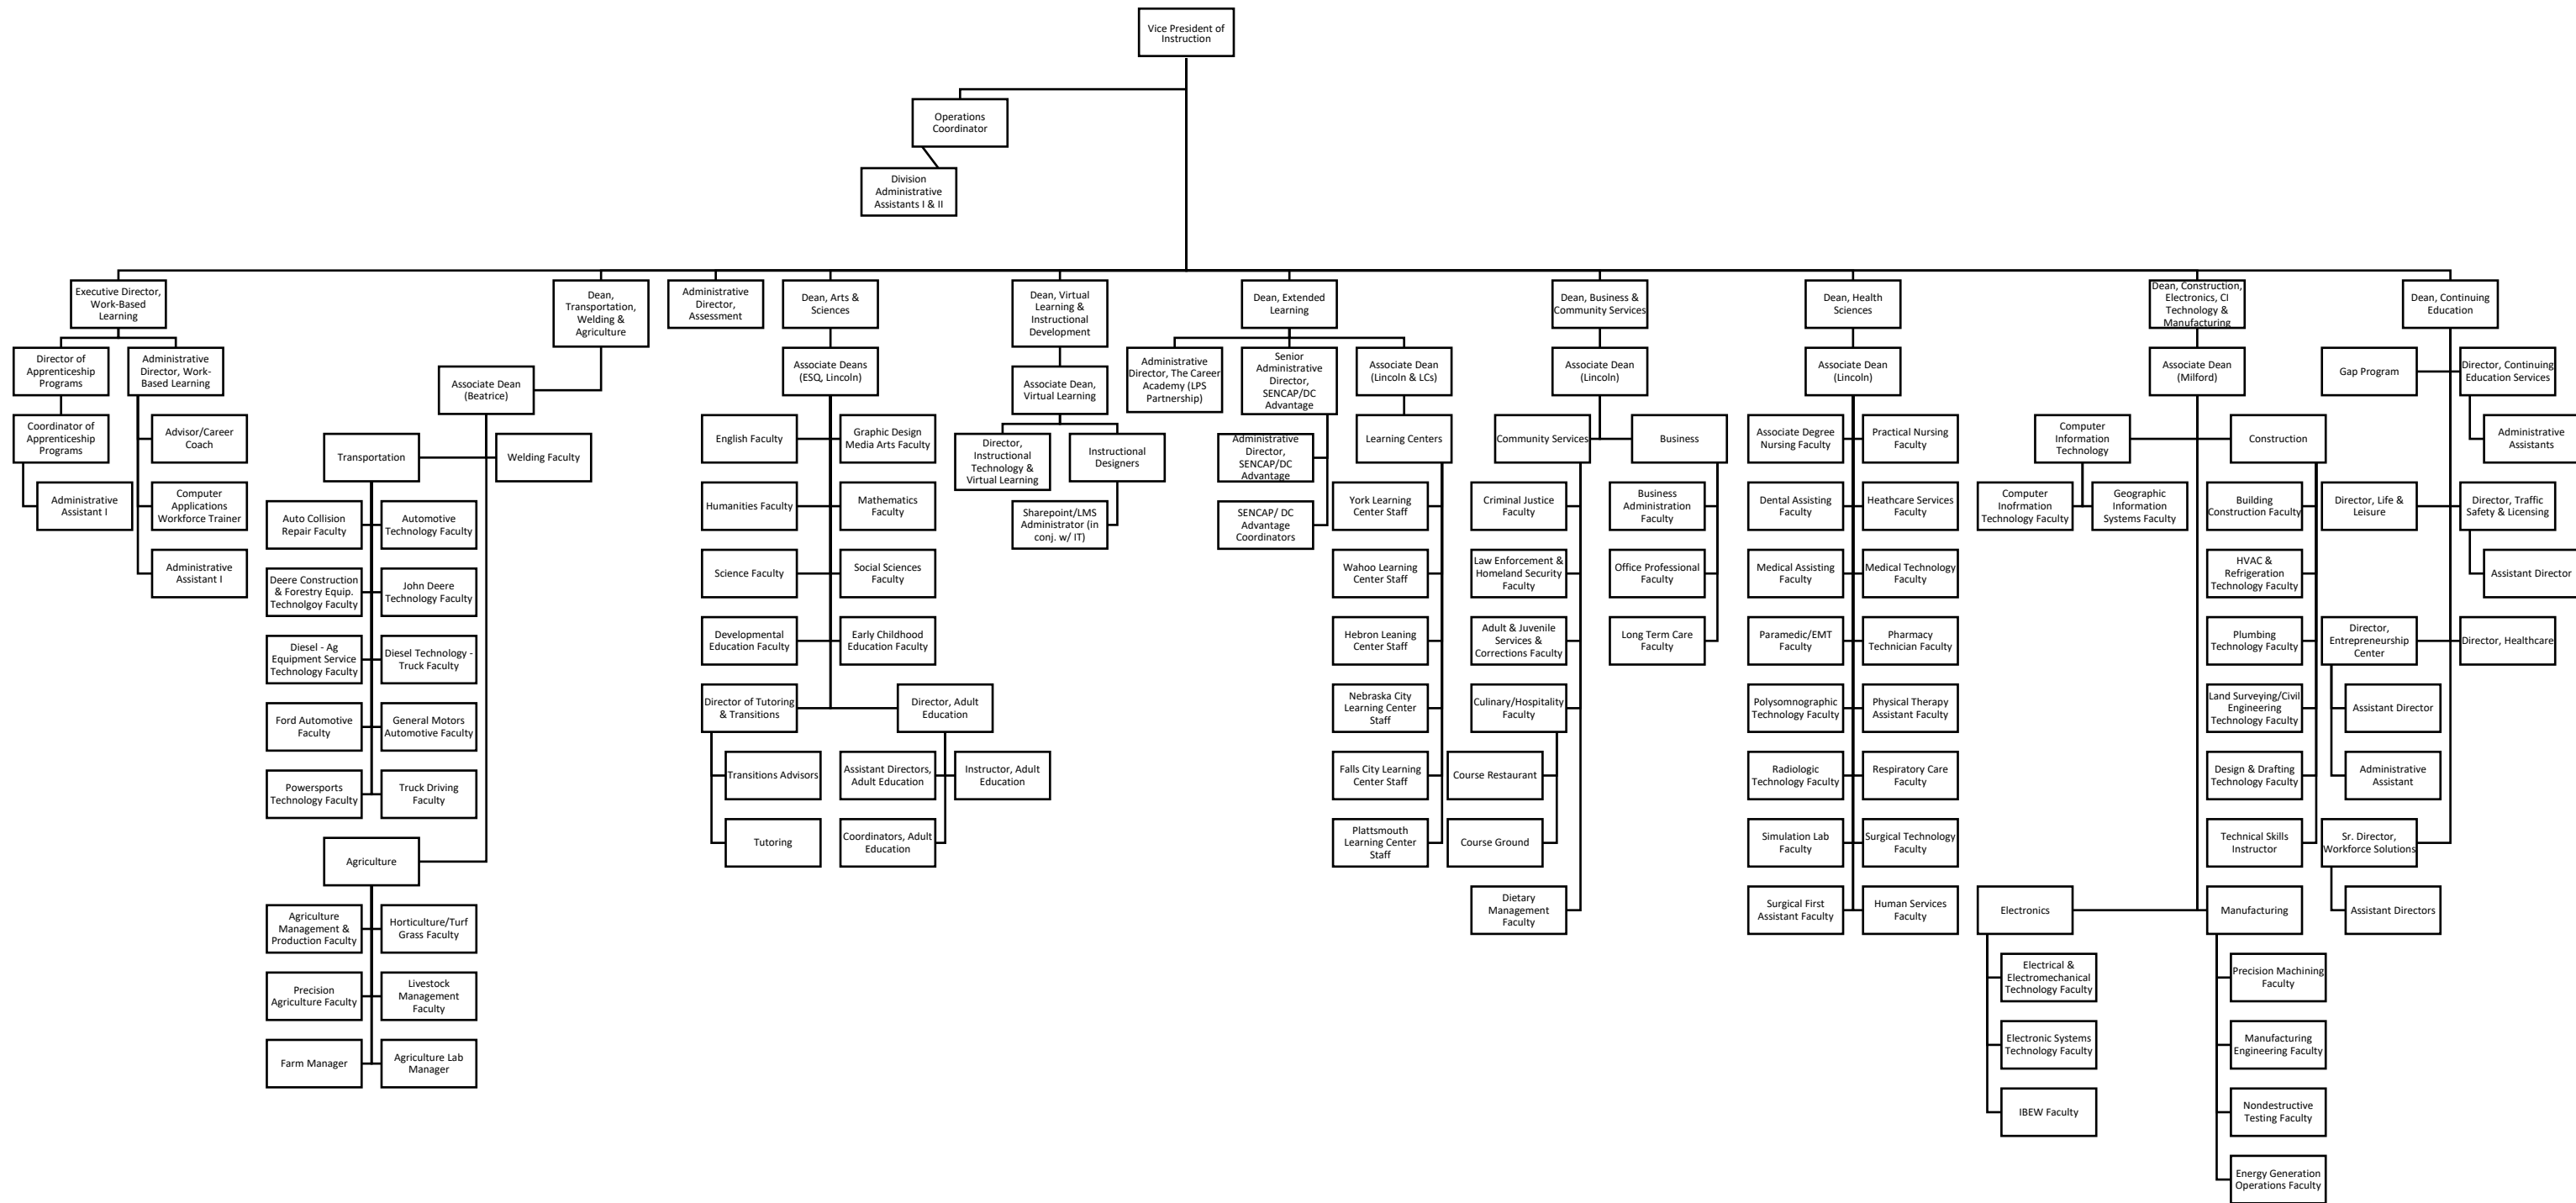 Vice President of
Instruction
Operations
Coordinator
Division
Administrative
Assistants I & II
Executive Director,
Work-Based
Learning
Director of
Apprenticeship
Programs
Coordinator of
Apprenticeship
Programs
Administrative
Assistant I
Administrative
Director, Work-
Based Learning
Advisor/Career
Coach
Computer
Applications
Workforce Trainer
Administrative
Assistant I
Dean,
Transportation,
Welding &
Agriculture
Associate Dean
(Beatrice)
Transportation
Welding Faculty
Auto Collision
Repair Faculty
Automotive
Technology Faculty
Deere Construction
& Forestry Equip.
Technolgoy Faculty
John Deere
Technology Faculty
Diesel - Ag
Equipment Service
Technology Faculty
Diesel Technology -
Truck Faculty
Ford Automotive
Faculty
General Motors
Automotive Faculty
Powersports
Technology Faculty
Truck Driving
Faculty
Agriculture
Agriculture
Management &
Production Faculty
Horticulture/Turf
Grass Faculty
Precision
Agriculture Faculty
Livestock
Management
Faculty
Farm Manager
Agriculture Lab
Manager
Administrative
Director,
Assessment
Dean, Arts &
Sciences
Associate Deans
(ESQ, Lincoln)
English Faculty
Graphic Design
Media Arts Faculty
Humanities Faculty
Mathematics
Faculty
Science Faculty
Social Sciences
Faculty
Developmental
Education Faculty
Early Childhood
Education Faculty
Director of Tutoring
& Transitions
Director, Adult
Education
Transitions Advisors
Tutoring
Assistant Directors,
Adult Education
Instructor, Adult
Education
Coordinators, Adult
Education
Dean, Virtual
Learning &
Instructional
Development
Associate Dean,
Virtual Learning
Director,
Instructional
Technology &
Virtual Learning
Instructional
Designers
Sharepoint/LMS
Administrator (in
conj. w/ IT)
Dean, Extended
Learning
Administrative
Director, The Career
Academy (LPS
Partnership)
Senior
Administrative
Director,
SENCAP/DC
Advantage
Administrative
Director,
SENCAP/DC
Advantage
SENCAP/ DC
Advantage
Coordinators
Associate Dean
(Lincoln & LCs)
Learning Centers
York Learning
Center Staff
Wahoo Learning
Center Staff
Hebron Leaning
Center Staff
Nebraska City
Learning Center
Staff
Falls City Learning
Center Staff
Plattsmouth
Learning Center
Staff
Dean, Business &
Community Services
Associate Dean
(Lincoln)
Community Services
Business
Criminal Justice
Faculty
Law Enforcement &
Homeland Security
Faculty
Adult & Juvenile
Services &
Corrections Faculty
Culinary/Hospitality
Faculty
Course Restaurant
Course Ground
Dietary
Management
Faculty
Business
Administration
Faculty
Office Professional
Faculty
Long Term Care
Faculty
Dean, Health
Sciences
Associate Dean
(Lincoln)
Associate Degree
Nursing Faculty
Practical Nursing
Faculty
Dental Assisting
Faculty
Heathcare Services
Faculty
Medical Assisting
Faculty
Medical Technology
Faculty
Paramedic/EMT
Faculty
Pharmacy
Technician Faculty
Polysomnographic
Technology Faculty
Physical Therapy
Assistant Faculty
Radiologic
Technology Faculty
Respiratory Care
Faculty
Simulation Lab
Faculty
Surgical Technology
Faculty
Surgical First
Assistant Faculty
Human Services
Faculty
Dean, Construction,
Electronics, CI
Technology &
Manufacturing
Associate Dean
(Milford)
Computer
Information
Technology
Construction
Computer
Inofrmation
Technology Faculty
Geographic
Information
Systems Faculty
Building
Construction Faculty
HVAC &
Refrigeration
Technology Faculty
Plumbing
Technology Faculty
Land Surveying/Civil
Engineering
Technology Faculty
Design & Drafting
Faculty
Technical Skills
Instructor
Electronics
Manufacturing
Electrical &
Electromechanical
Technology Faculty
Electronic Systems
Technology Faculty
IBEW Faculty
Precision Machining
Faculty
Manufacturing
Engineering Faculty
Nondestructive
Testing Faculty
Energy Generation
Operations Faculty
Dean, Continuing
Education
Gap Program
Director, Continuing
Education Services
Administrative
Assistants
Director, Life &
Leisure
Director, Traffic
Safety & Licensing
Assistant Director
Director,
Entrepreneurship
Center
Director, Healthcare
Assistant Director
Administrative
Assistant
Sr. Director,
Workforce Solutions
Assistant Directors